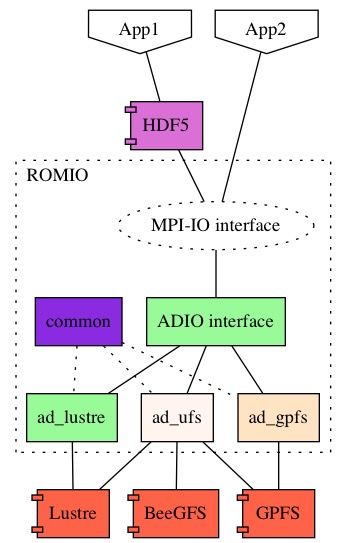 App1
App2
HDF5
ROMIO
MPI-IO interface
common
ADIO interface
ad_lustre
ad_ufs
ad_gpfs
Lustre
BeeGFS
GPFS